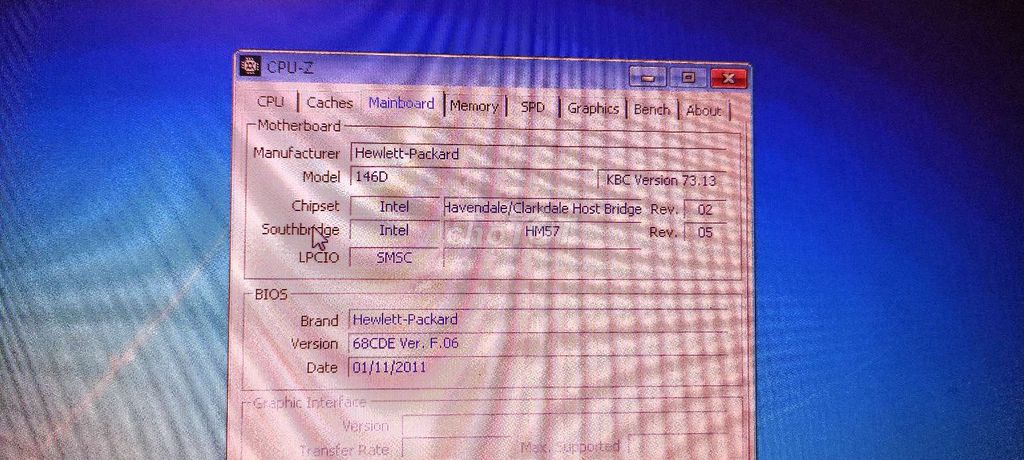 CPU-Z
CPU Caches Mainboard Memory SPD Graphics Bench About
Motherboard
Manufacturer Hewlett-Packard
Model 146D KBC Version 73.13
Chipset Intel Havendale/Clarkdale Host Bridge Rev. 02
Southbridge Intel HM57 Rev. 05
LPCIO SMSC
BIOS
Brand Hewlett-Packard
Version 68CDE Ver. F.06
Date 01/11/2011
Graphic Interface
Version
Transfer Rate Max. Supported